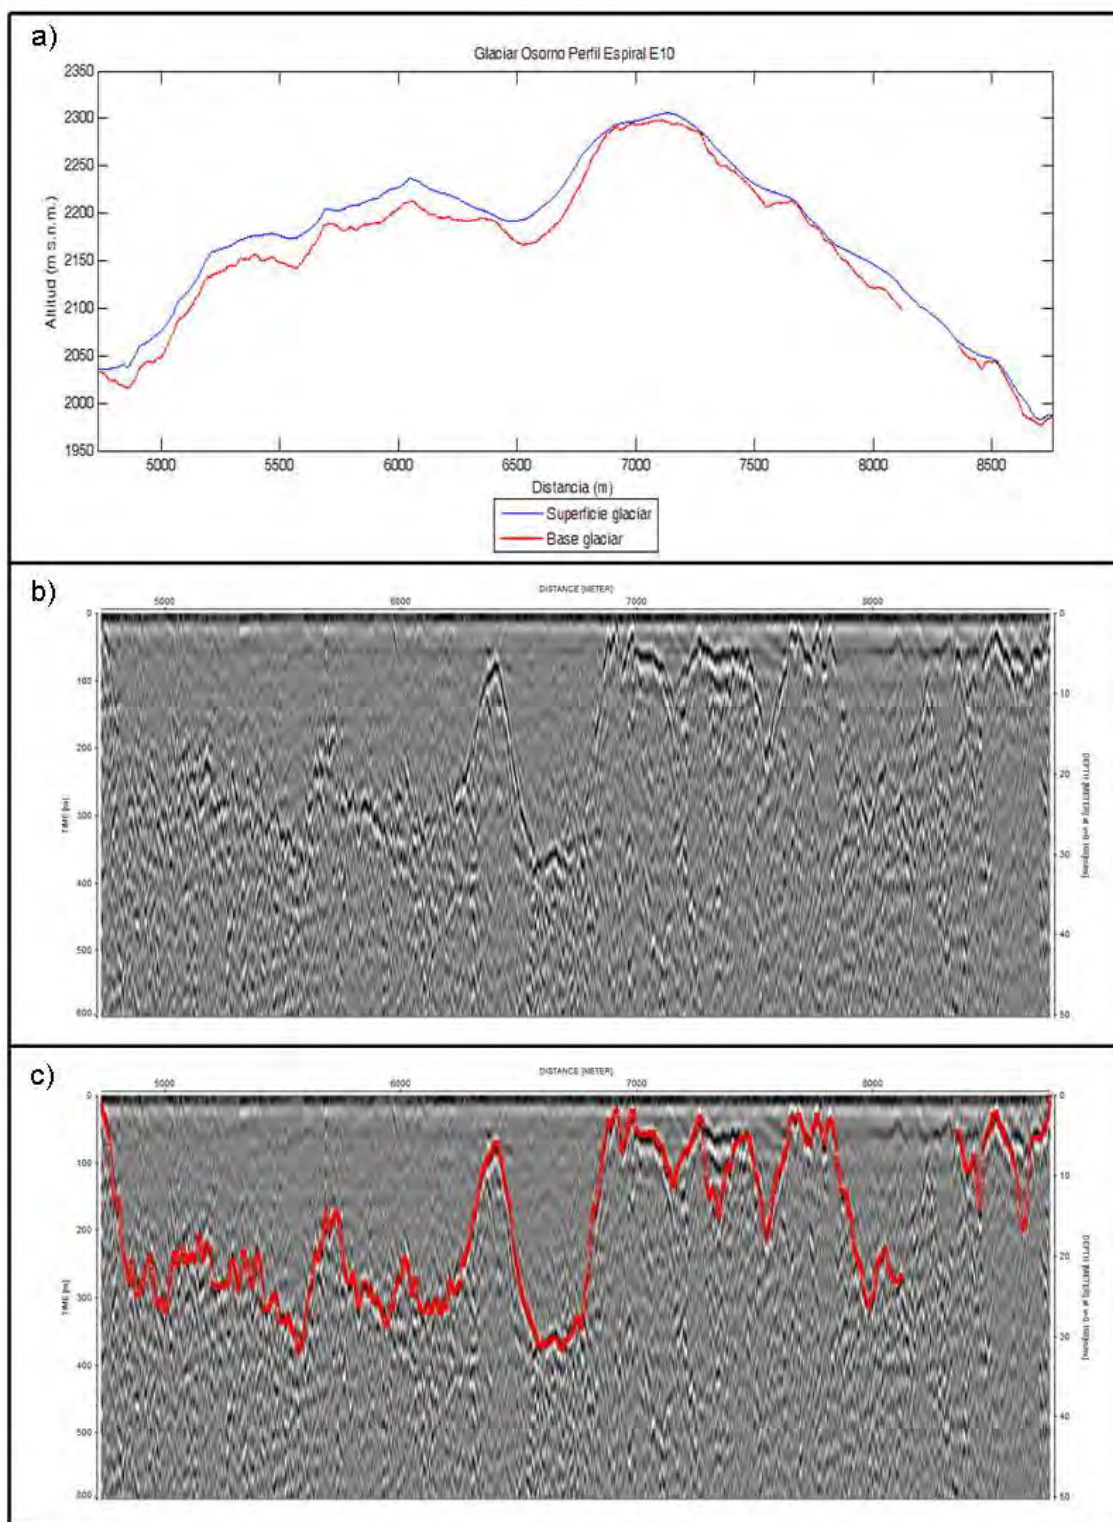 a)
Glaciar Osorno Perfil Espiral E10
2350
2300
2250
2200
2150
2100
2050
2000
1950
Altitud (m s.n.m.)
5000 5500 6000 6500 7000 7500 8000 8500
Distancia (m)
Superficie glaciar
Base glaciar
b)
DISTANCE [METER]
5000 6000 7000 8000
0 0
100 10
200 20
300 30
400 40
500
600 50
TIME [ns]
c)
DISTANCE [METER]
5000 6000 7000 8000
0 0
100 10
200 20
300 30
400 40
500
600 50
TIME [ns]